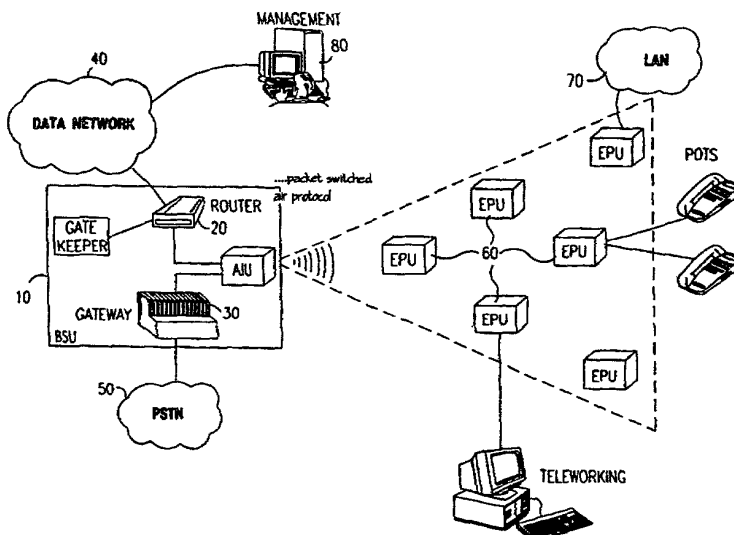 MANAGEMENT
80
40
DATA NETWORK
LAN
70
EPU
POTS
....packet switched
air protocol
ROUTER
20
GATE
KEEPER
AIU
EPU
EPU
60
EPU
10
GATEWAY
30
BSU
EPU
EPU
50
PSTN
TELEWORKING